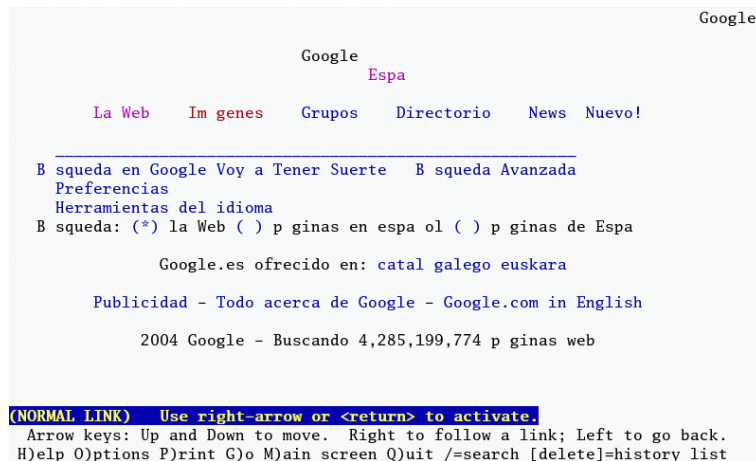 Google
Google
Espa
La Web Im genes Grupos Directorio News Nuevo!
B squeda en Google Voy a Tener Suerte B squeda Avanzada
Preferencias
Herramientas del idioma
B squeda: (*) la Web ( ) p ginas en espa ol ( ) p ginas de Espa
Google.es ofrecido en: catal galego euskara
Publicidad - Todo acerca de Google - Google.com in English
2004 Google - Buscando 4,285,199,774 p ginas web
(NORMAL LINK) Use right-arrow or <return> to activate.
Arrow keys: Up and Down to move. Right to follow a link; Left to go back.
H)elp O)ptions P)rint G)o M)ain screen Q)uit /=search [delete]=history list